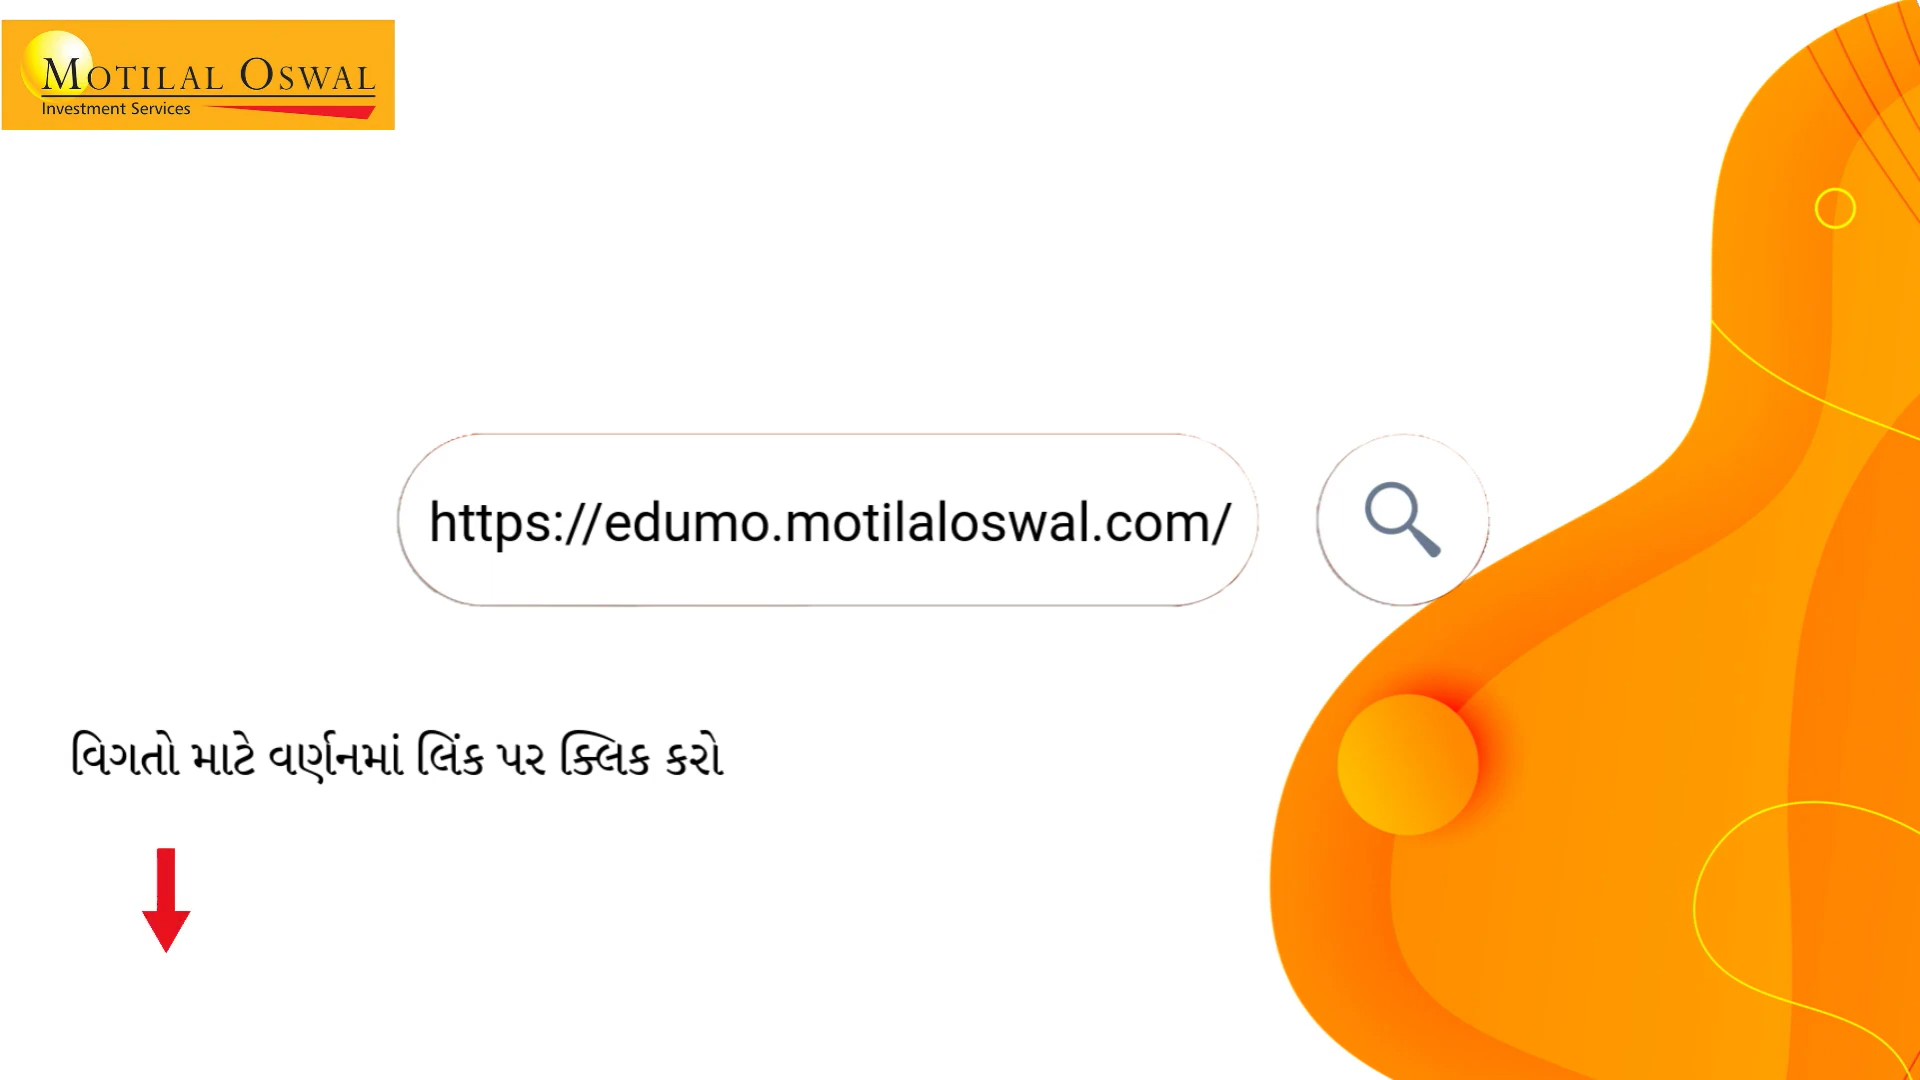 MOTILAL OSWAL
Investment Services
https://edumo.motilaloswal.com/
વિગતો માટે વર્ણનમાં લિંક પર ક્લિક કરો